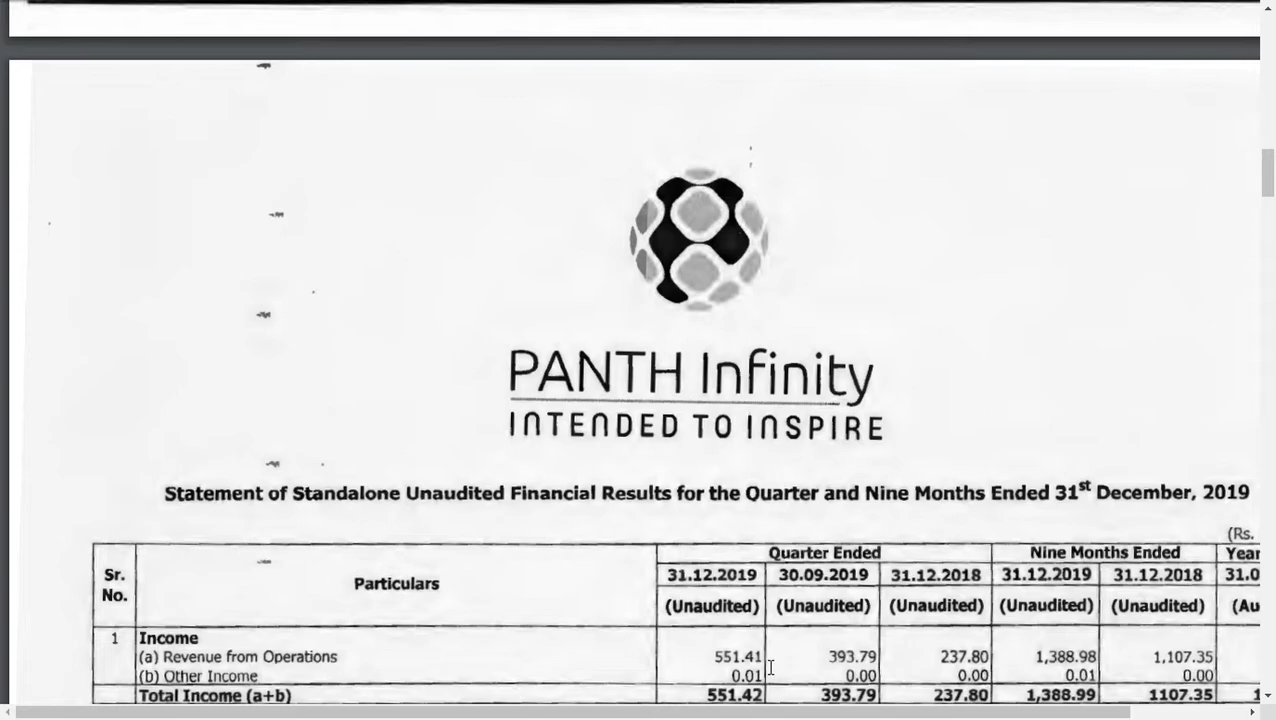 PANTH Infinity
INTENDED TO INSPIRE
Statement of Standalone Unaudited Financial Results for the Quarter and Nine Months Ended 31st December, 2019
(Rs.
Sr. No. Particulars Quarter Ended Nine Months Ended Year
31.12.2019 30.09.2019 31.12.2018 31.12.2019 31.12.2018 31.0
(Unaudited) (Unaudited) (Unaudited) (Unaudited) (Unaudited) (Au
1 Income
(a) Revenue from Operations 551.41 393.79 237.80 1,388.98 1,107.35
(b) Other Income 0.01 0.00 0.00 0.01 0.00
Total Income (a+b) 551.42 393.79 237.80 1,388.99 1107.35 1